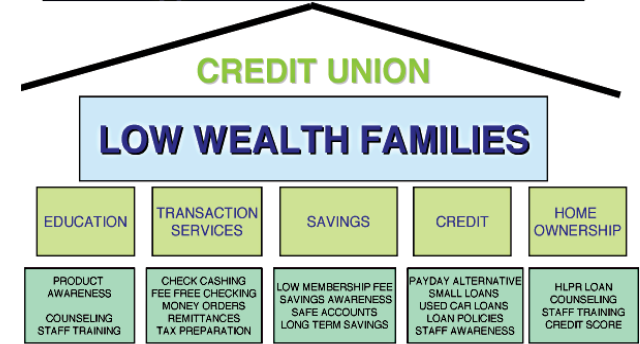 CREDIT UNION
LOW WEALTH FAMILIES
EDUCATION
TRANSACTION
SERVICES
SAVINGS
CREDIT
HOME
OWNERSHIP
PRODUCT
AWARENESS
COUNSELING
STAFF TRAINING
CHECK CASHING
FEE FREE CHECKING
MONEY ORDERS
REMITTANCES
TAX PREPARATION
LOW MEMBERSHIP FEE
SAVINGS AWARENESS
SAFE ACCOUNTS
LONG TERM SAVINGS
PAYDAY ALTERNATIVE
SMALL LOANS
USED CAR LOANS
LOAN POLICIES
STAFF AWARENESS
HLPR LOAN
COUNSELING
STAFF TRAINING
CREDIT SCORE